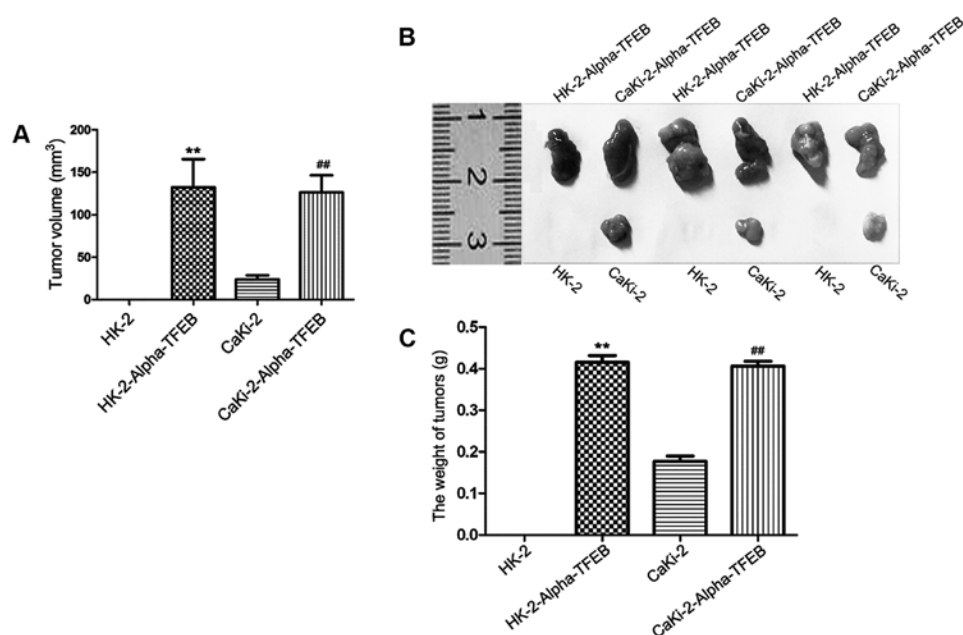 A
Tumor volume (mm³)
200
150
100
50
0
**
##
HK-2
HK-2-Alpha-TFEB
CaKi-2
CaKi-2-Alpha-TFEB
B
HK-2-Alpha-TFEB
CaKi-2-Alpha-TFEB
HK-2-Alpha-TFEB
CaKi-2-Alpha-TFEB
HK-2-Alpha-TFEB
CaKi-2-Alpha-TFEB
1
2
3
HK-2
CaKi-2
HK-2
CaKi-2
HK-2
CaKi-2
C
The weight of tumors (g)
0.5
0.4
0.3
0.2
0.1
0.0
**
##
HK-2
HK-2-Alpha-TFEB
CaKi-2
CaKi-2-Alpha-TFEB